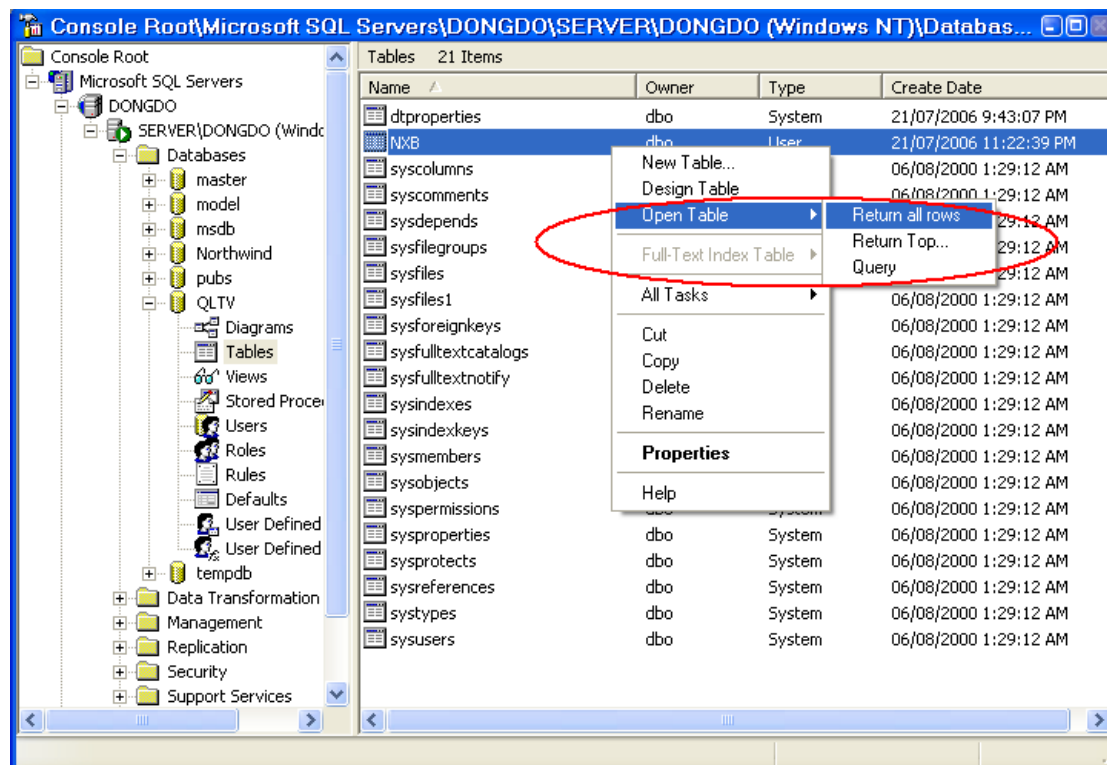 Console Root\Microsoft SQL Servers\DONGDO\SERVER\DONGDO (Windows NT)\Databas...
Console Root
Microsoft SQL Servers
DONGDO
SERVER\DONGDO (Windc
Databases
master
model
msdb
Northwind
pubs
QLTV
Diagrams
Tables
Views
Stored Proce
Users
Roles
Rules
Defaults
User Defined
User Defined
tempdb
Data Transformation
Management
Replication
Security
Support Services
Tables 21 Items
Name Owner Type Create Date
dtproperties dbo System 21/07/2006 9:43:07 PM
NXB dbo User 21/07/2006 11:22:39 PM
syscolumns 06/08/2000 1:29:12 AM
syscomments 06/08/2000 1:29:12 AM
sysdepends 29:12 AM
sysfilegroups 29:12 AM
sysfiles 29:12 AM
sysfiles1 06/08/2000 1:29:12 AM
sysforeignkeys 06/08/2000 1:29:12 AM
sysfulltextcatalogs 06/08/2000 1:29:12 AM
sysfulltextnotify 06/08/2000 1:29:12 AM
sysindexes 06/08/2000 1:29:12 AM
sysindexkeys 06/08/2000 1:29:12 AM
sysmembers 06/08/2000 1:29:12 AM
sysobjects 06/08/2000 1:29:12 AM
syspermissions dbo System 06/08/2000 1:29:12 AM
sysproperties dbo System 06/08/2000 1:29:12 AM
sysprotects dbo System 06/08/2000 1:29:12 AM
sysreferences dbo System 06/08/2000 1:29:12 AM
systypes dbo System 06/08/2000 1:29:12 AM
sysusers dbo System 06/08/2000 1:29:12 AM
New Table...
Design Table
Open Table
Full-Text Index Table
All Tasks
Cut
Copy
Delete
Rename
Properties
Help
Return all rows
Return Top...
Query